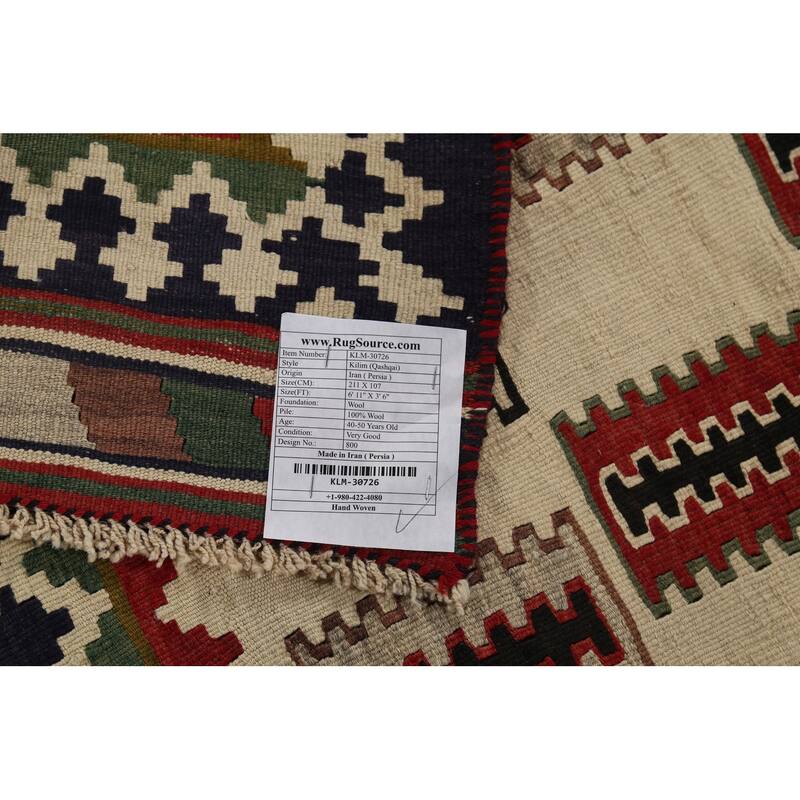 www.RugSource.com
Item Number: KLM-30726
Style Kilim (Qashqai)
Origin Iran ( Persia )
Size(CM): 211 X 107
Size(FT): 6' 11" X 3' 6"
Foundation: Wool
Pile: 100% Wool
Age: 40-50 Years Old
Condition: Very Good
Design No.: 800
Made in Iran ( Persia )
KLM-30726
+1-980-422-4080
Hand Woven